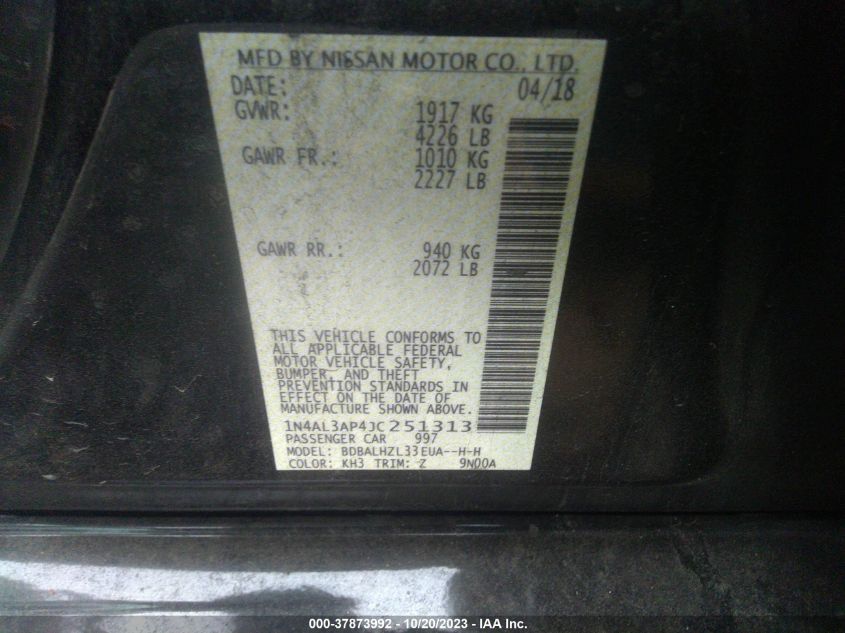 MFD BY NISSAN MOTOR CO., LTD.
DATE: 04/18
GVWR: 1917 KG
4226 LB
GAWR FR.: 1010 KG
2227 LB
GAWR RR.: 940 KG
2072 LB
THIS VEHICLE CONFORMS TO
ALL APPLICABLE FEDERAL
MOTOR VEHICLE SAFETY,
BUMPER, AND THEFT
PREVENTION STANDARDS IN
EFFECT ON THE DATE OF
MANUFACTURE SHOWN ABOVE.
1N4AL3AP4JC251313
PASSENGER CAR 997
MODEL: BDBALHZL33EUA--H-H
COLOR: KH3 TRIM: Z 9N00A
000-37873992 - 10/20/2023 - IAA Inc.